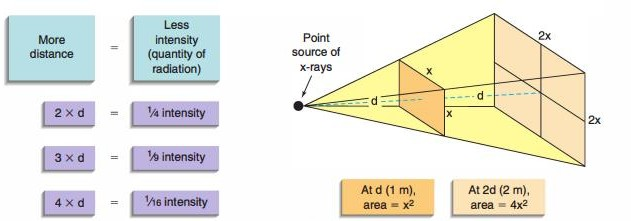 More
distance
=
Less
intensity
(quantity of
radiation)
2 × d = 1/4 intensity
3 × d = 1/9 intensity
4 × d = 1/16 intensity
Point
source of
x-rays
d
x
x
d
2x
2x
At d (1 m),
area = x²
At 2d (2 m),
area = 4x²